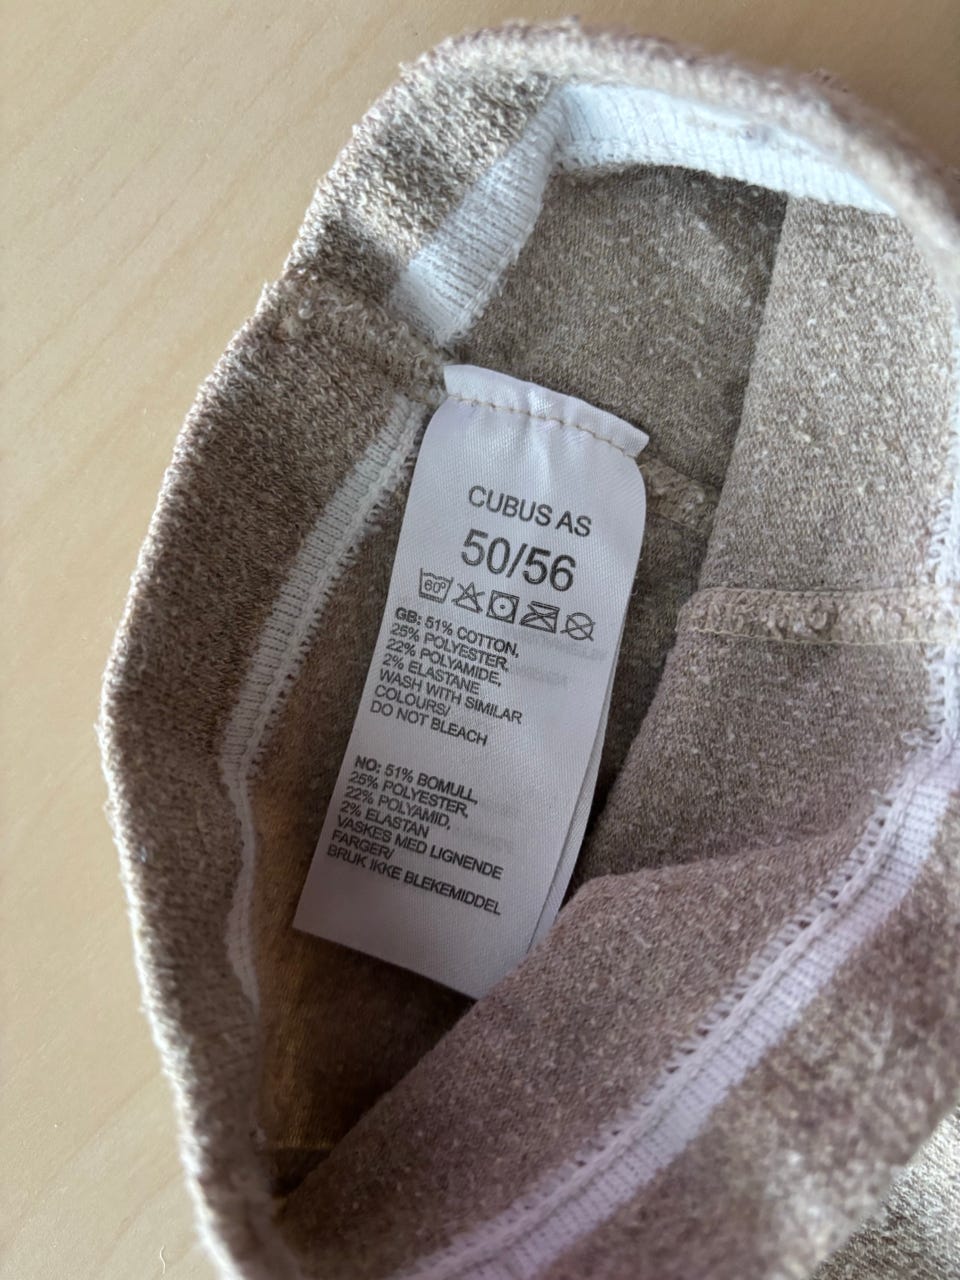 CUBUS AS
50/56
60°
GB: 51% COTTON,
25% POLYESTER,
22% POLYAMIDE,
2% ELASTANE
WASH WITH SIMILAR
COLOURS/
DO NOT BLEACH
NO: 51% BOMULL,
25% POLYESTER,
22% POLYAMID,
2% ELASTAN
VASKES MED LIGNENDE
FARGER/
BRUK IKKE BLEKEMIDDEL